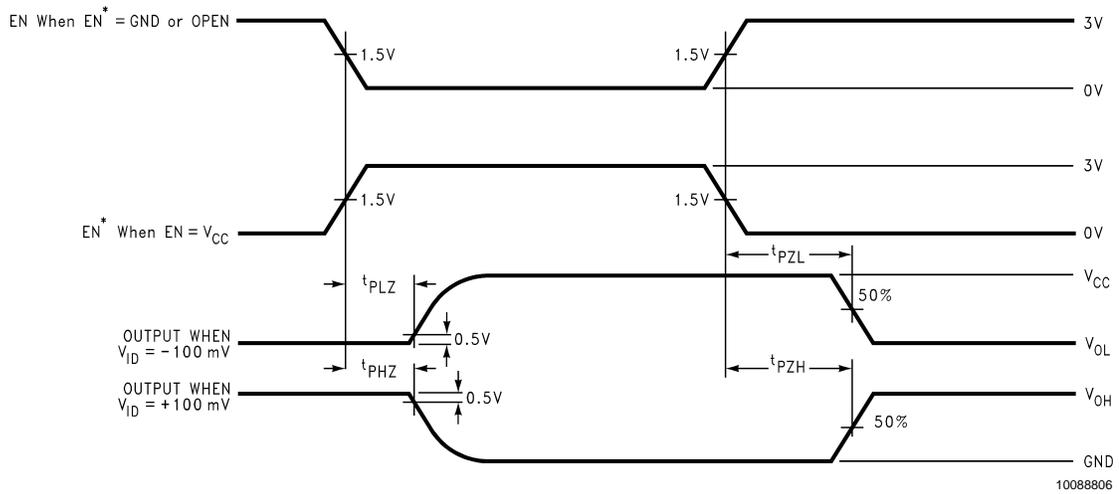 EN When EN* = GND or OPEN
3V
1.5V
1.5V
0V
3V
1.5V
1.5V
EN* When EN = VCC
0V
tPZL
VCC
tPLZ
50%
OUTPUT WHEN
VID = −100 mV
0.5V
VOL
tPHZ
tPZH
OUTPUT WHEN
VID = +100 mV
0.5V
VOH
50%
GND
10088806